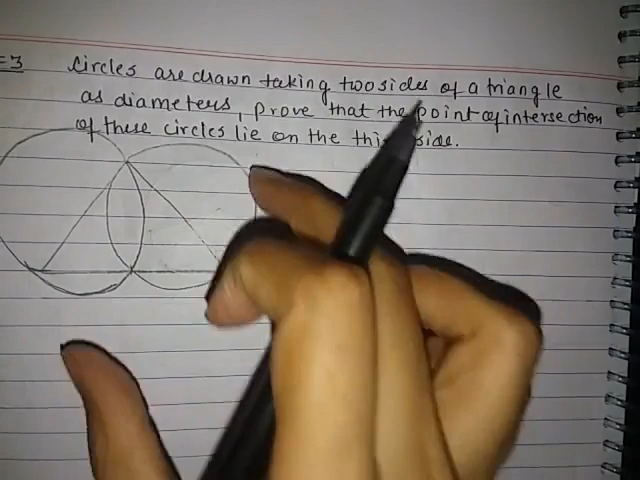 =3 Circles are drawn taking two sides of a triangle
as diameters, prove that the point of intersection
of these circles lie on the third side.